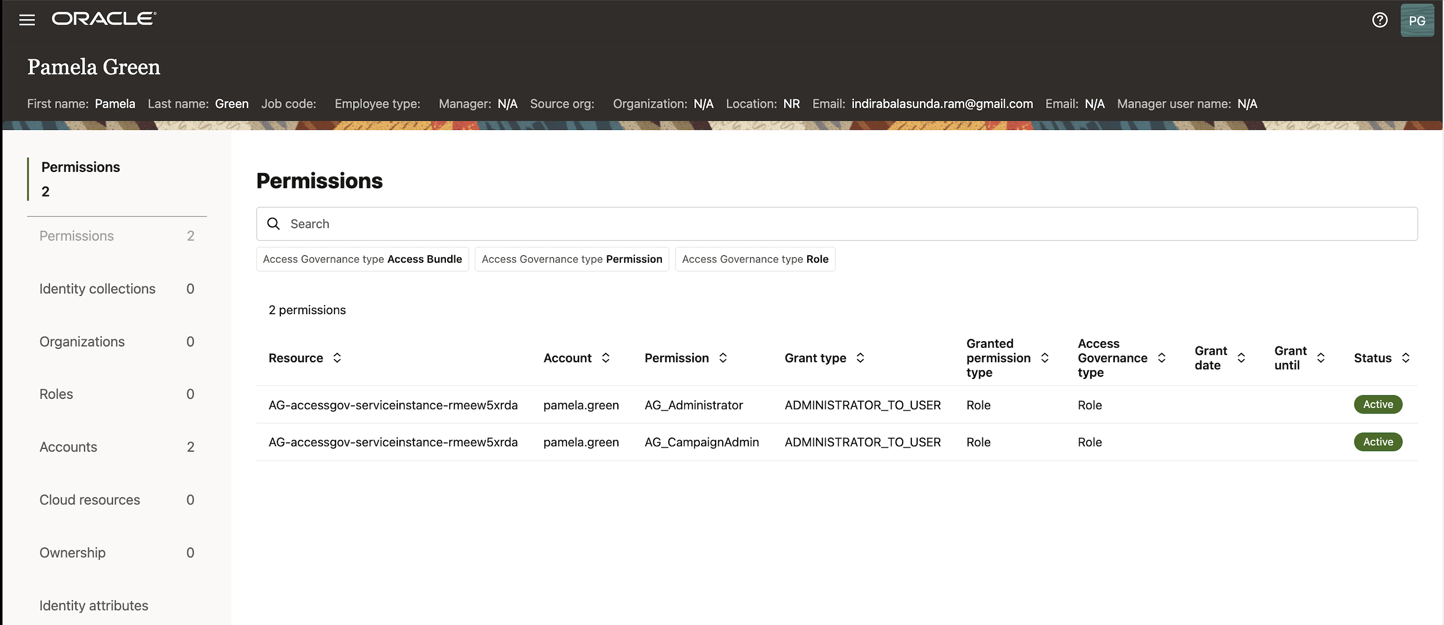 ORACLE
PG
Pamela Green
First name: Pamela Last name: Green Job code: Employee type: Manager: N/A Source org: Organization: N/A Location: NR Email: indirabalasunda.ram@gmail.com Email: N/A Manager user name: N/A
Permissions
2
Permissions 2
Identity collections 0
Organizations 0
Roles 0
Accounts 2
Cloud resources 0
Ownership 0
Identity attributes
Permissions
Search
Access Governance type Access Bundle Access Governance type Permission Access Governance type Role
2 permissions
Resource Account Permission Grant type Granted permission type Access Governance type Grant date Grant until Status
AG-accessgov-serviceinstance-rmeew5xrda pamela.green AG_Administrator ADMINISTRATOR_TO_USER Role Role Active
AG-accessgov-serviceinstance-rmeew5xrda pamela.green AG_CampaignAdmin ADMINISTRATOR_TO_USER Role Role Active